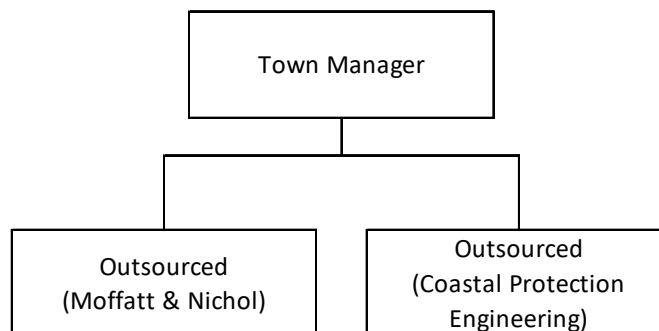 Town Manager
Outsourced
(Moffatt & Nichol)
Outsourced
(Coastal Protection
Engineering)